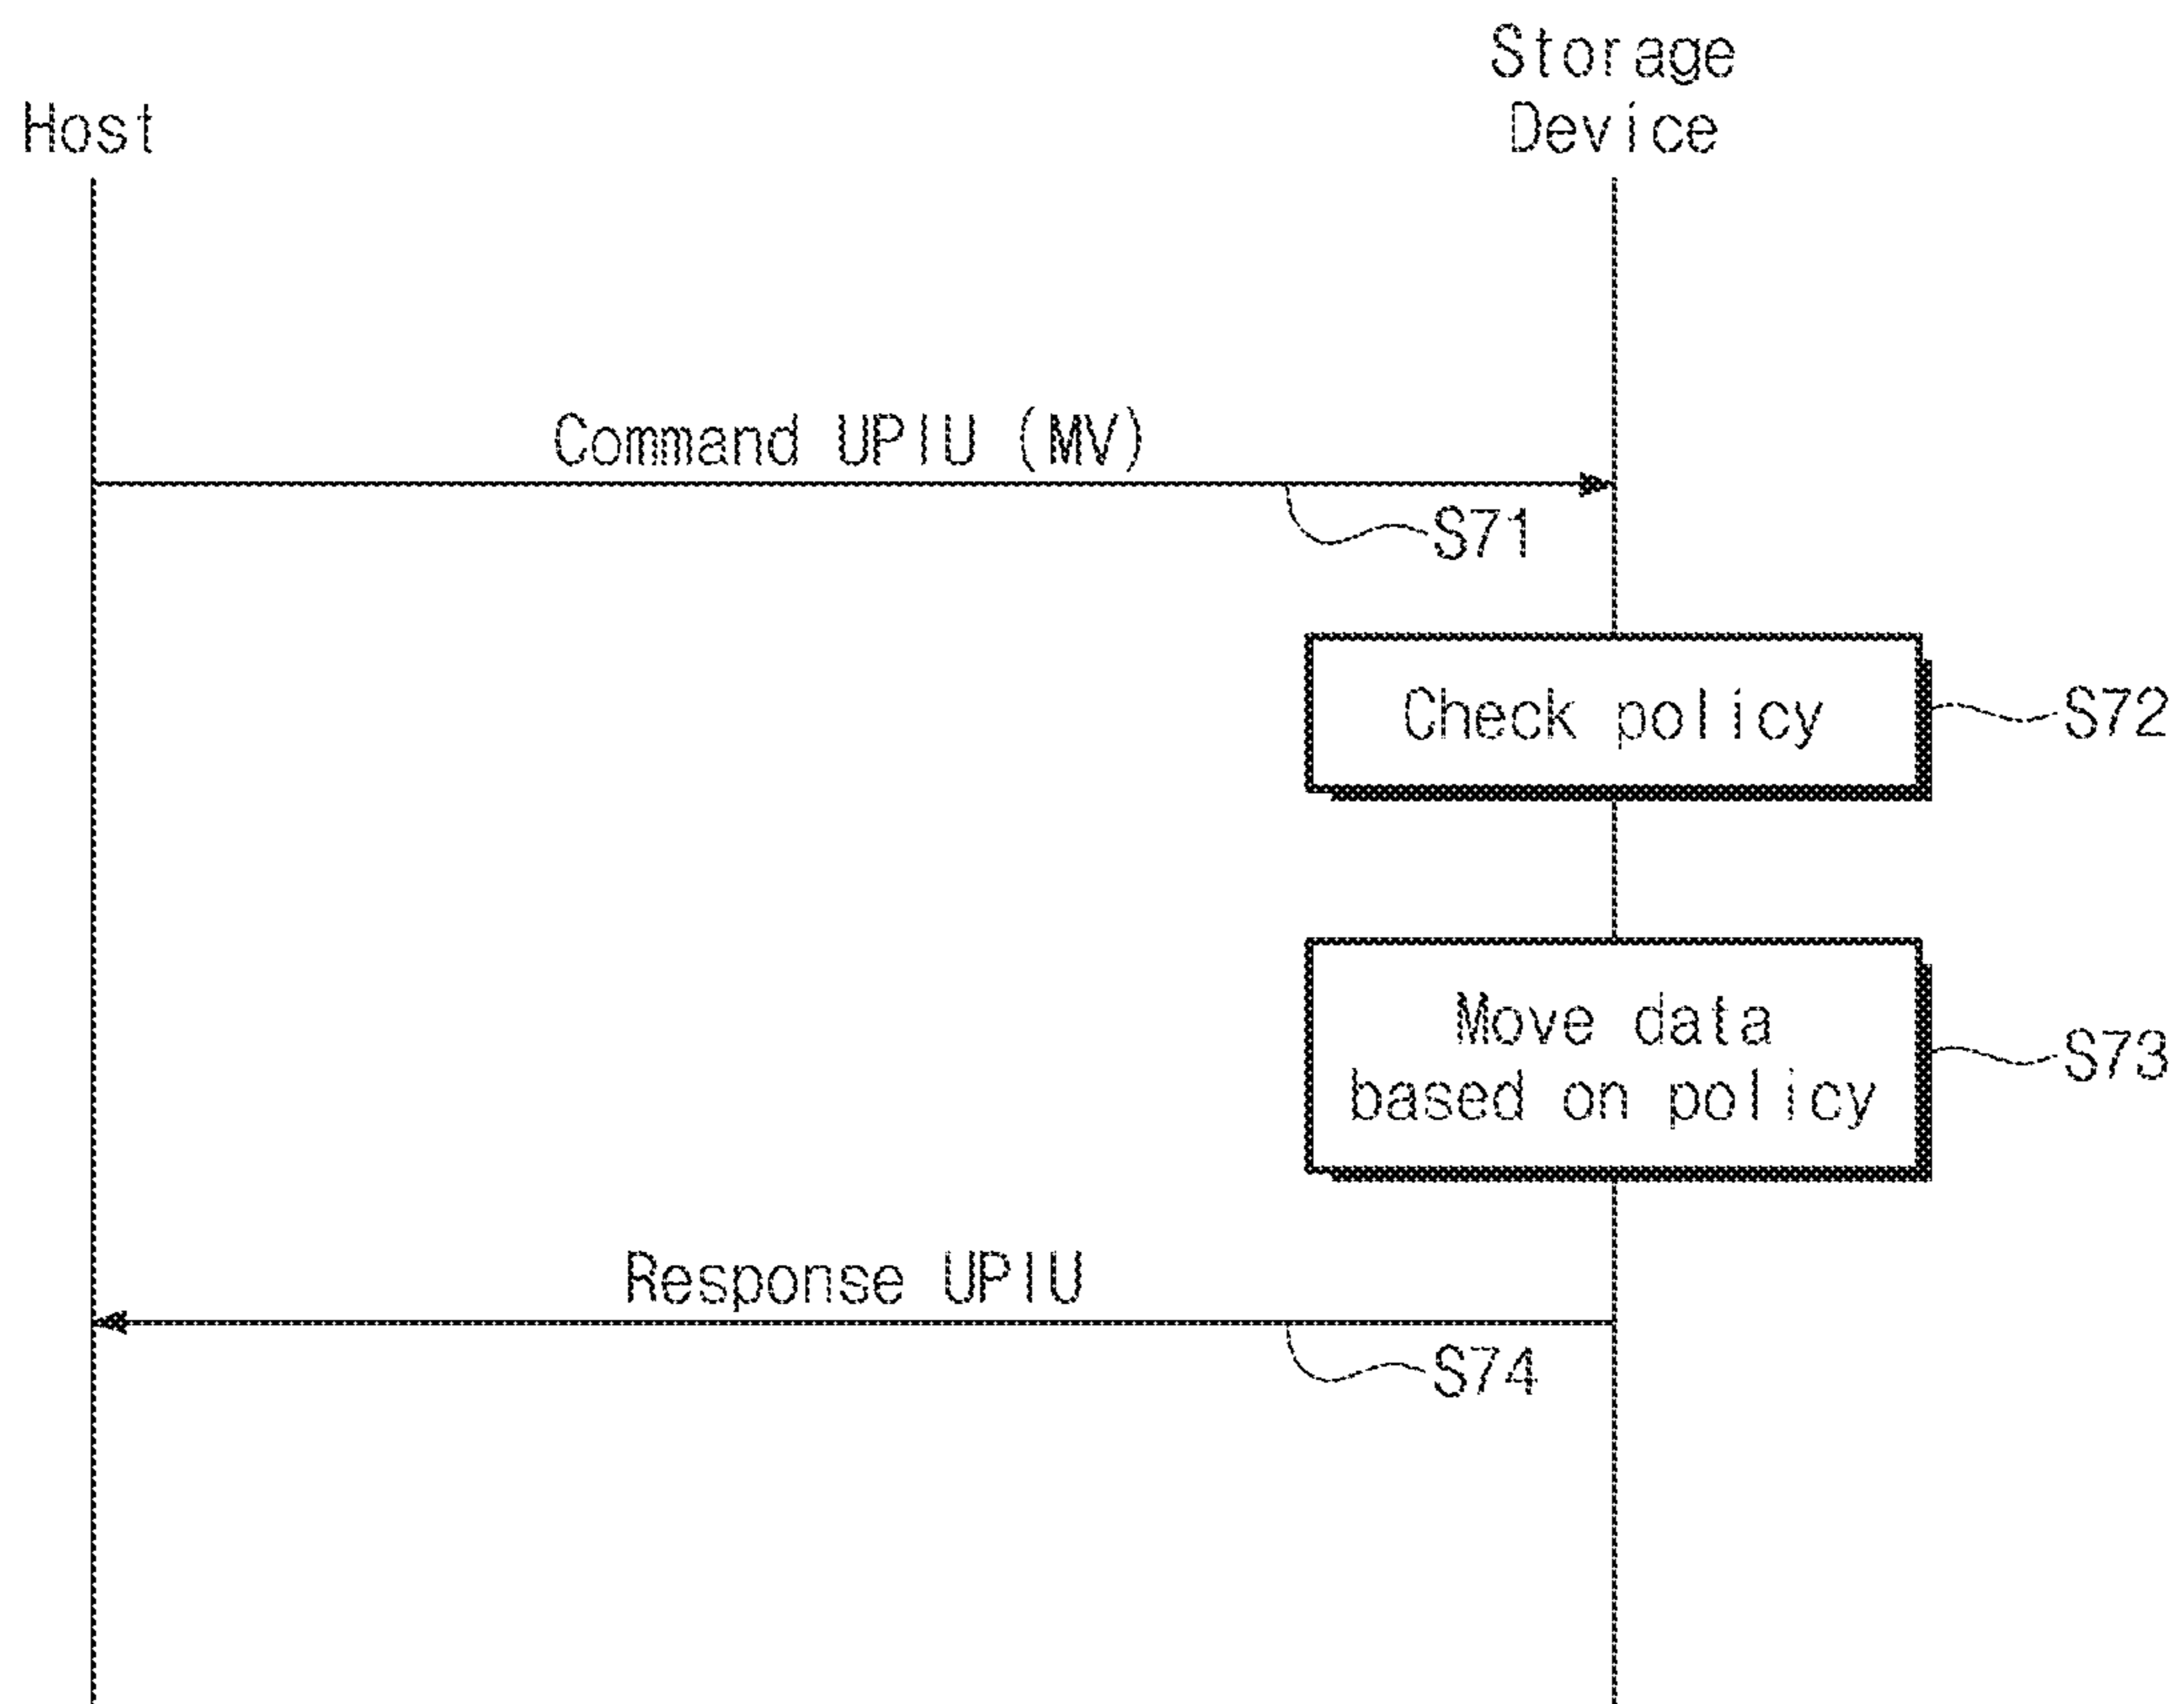 Storage
Device
Host
Command UPIU (MV)
S71
Check policy
S72
Move data
based on policy
S73
Response UPIU
S74